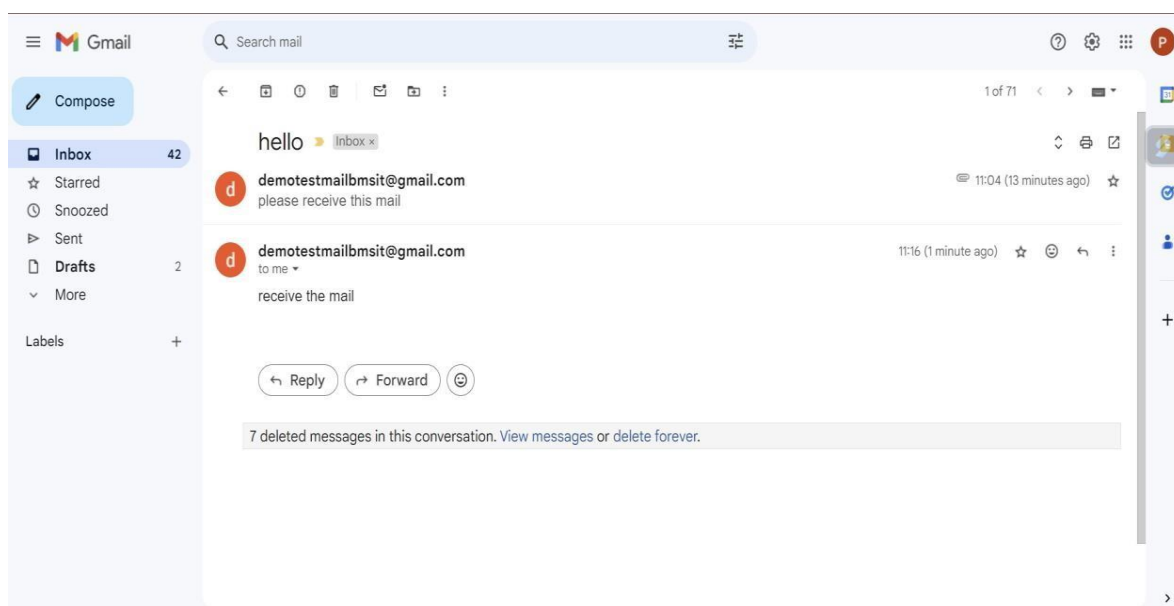 Gmail
Search mail
P
Compose
1 of 71
31
hello Inbox ×
Inbox 42
demotestmailbmsit@gmail.com 11:04 (13 minutes ago)
d
please receive this mail
Starred
Snoozed
Sent
Drafts 2
More
Labels +
demotestmailbmsit@gmail.com 11:16 (1 minute ago)
d
to me
receive the mail
Reply Forward
7 deleted messages in this conversation. View messages or delete forever.